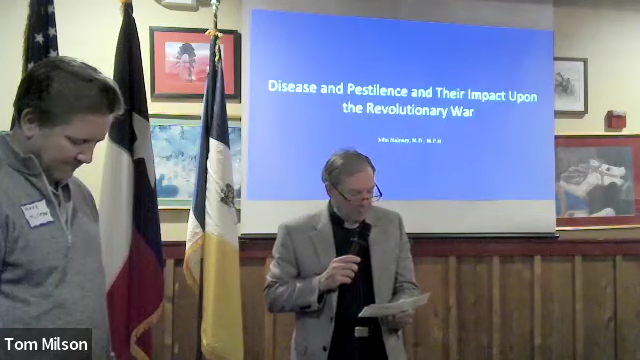 Disease and Pestilence and Their Impact Upon
the Revolutionary War
Tom Milson